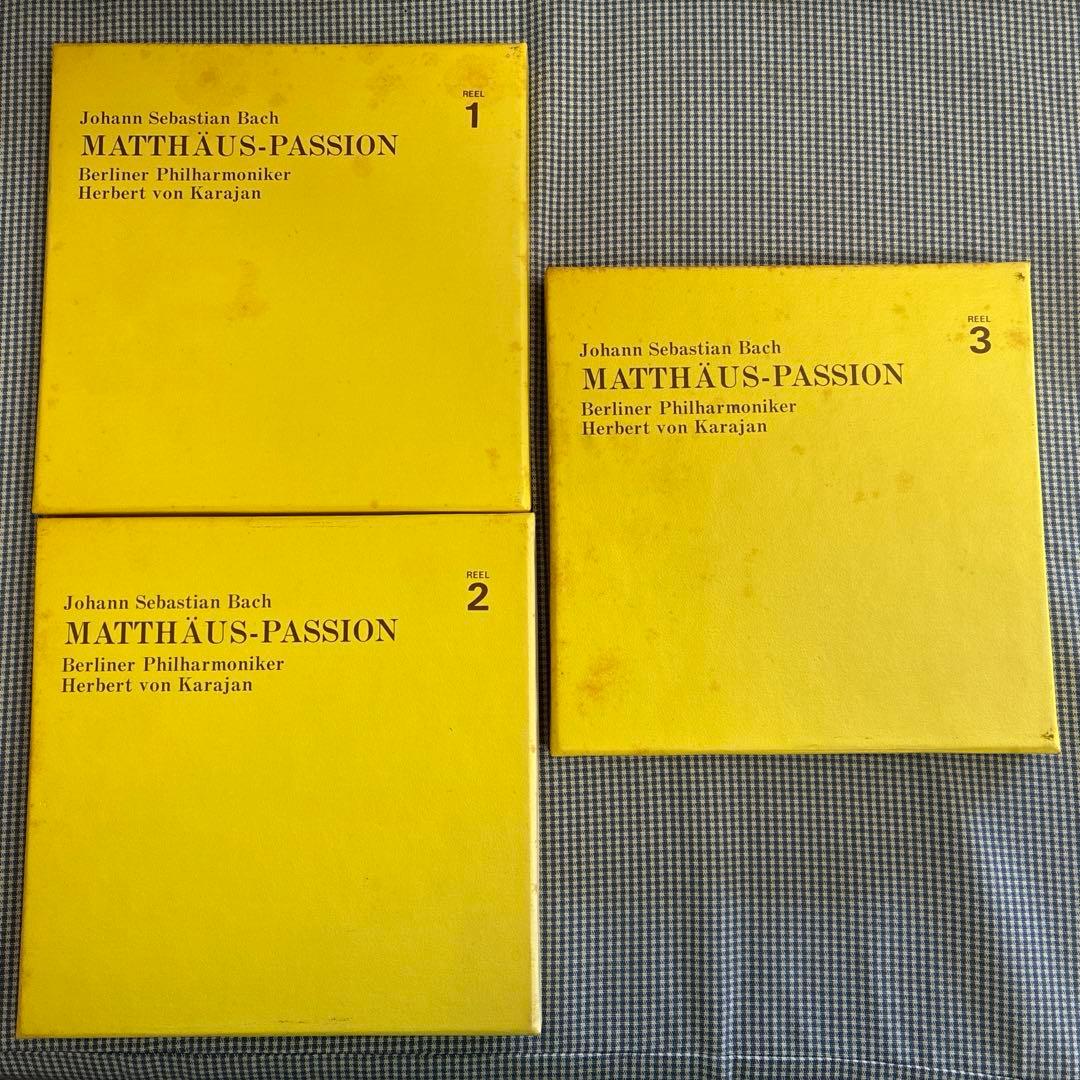 REEL
1
Johann Sebastian Bach
MATTHÄUS-PASSION
Berliner Philharmoniker
Herbert von Karajan
REEL
2
Johann Sebastian Bach
MATTHÄUS-PASSION
Berliner Philharmoniker
Herbert von Karajan
REEL
3
Johann Sebastian Bach
MATTHÄUS-PASSION
Berliner Philharmoniker
Herbert von Karajan